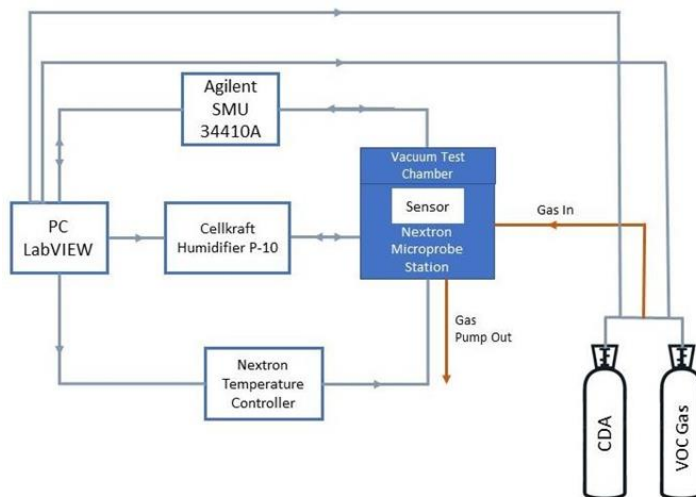 Agilent
SMU
34410A
Vacuum Test
Chamber
Sensor
Nextron
Microprobe
Station
PC
LabVIEW
Cellkraft
Humidifier P-10
Gas In
Gas
Pump Out
Nextron
Temperature
Controller
CDA
VOC Gas